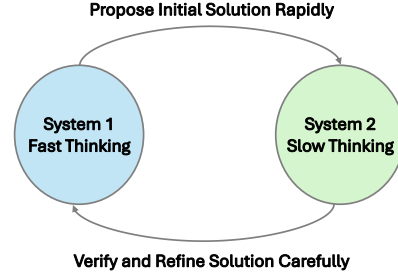 Propose Initial Solution Rapidly
System 1
Fast Thinking
System 2
Slow Thinking
Verify and Refine Solution Carefully